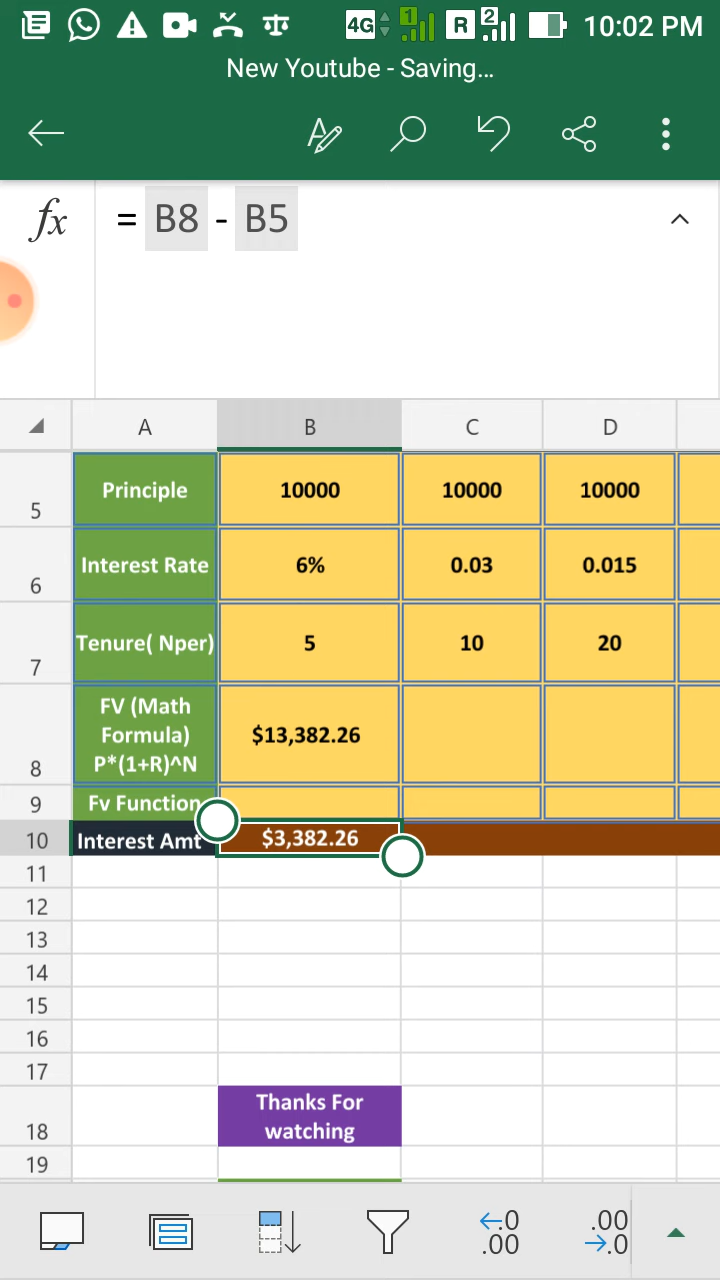 4G 1 R 2 10:02 PM
New Youtube - Saving...
fx = B8 - B5
A B C D
5 Principle 10000 10000 10000
6 Interest Rate 6% 0.03 0.015
7 Tenure( Nper) 5 10 20
FV (Math
Formula)
P*(1+R)^N
8 $13,382.26
9 Fv Function
10 Interest Amt $3,382.26
11
12
13
14
15
16
17
18 Thanks For
watching
19
.0
.00
.00
.0